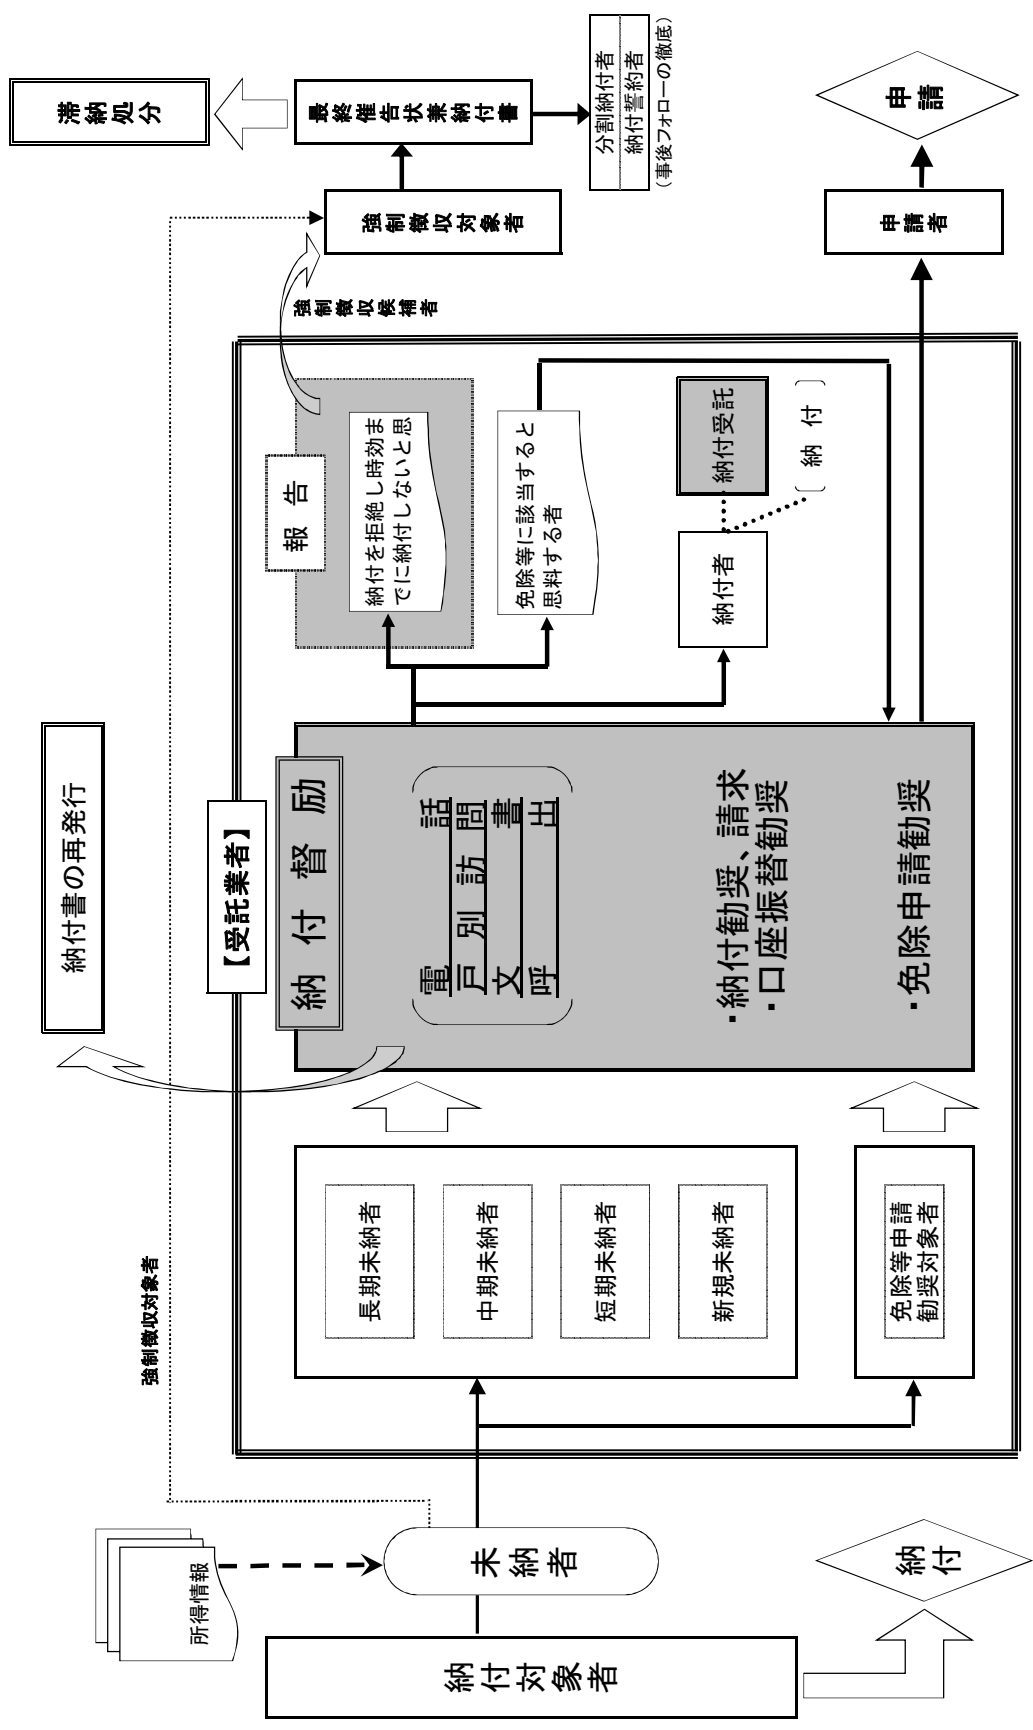 納付対象者
納付
所得情報
未納者
強制徴収対象者
長期未納者
中期未納者
短期未納者
新規未納者
免除等申請
勧奨対象者
納付書の再発行
【受託業者】
納付督励
電話
戸別訪問
文書
呼出
・納付勧奨、請求
・口座振替勧奨
・免除申請勧奨
報告
納付を拒絶し時効ま
でに納付しないと思
免除等に該当すると
思料する者
納付者
納付受託
（納付）
強制徴収候補者
強制徴収対象者
最終催告状兼納付書
滞納処分
分割納付者
納付誓約者
（事後フォローの徹底）
申請者
申請